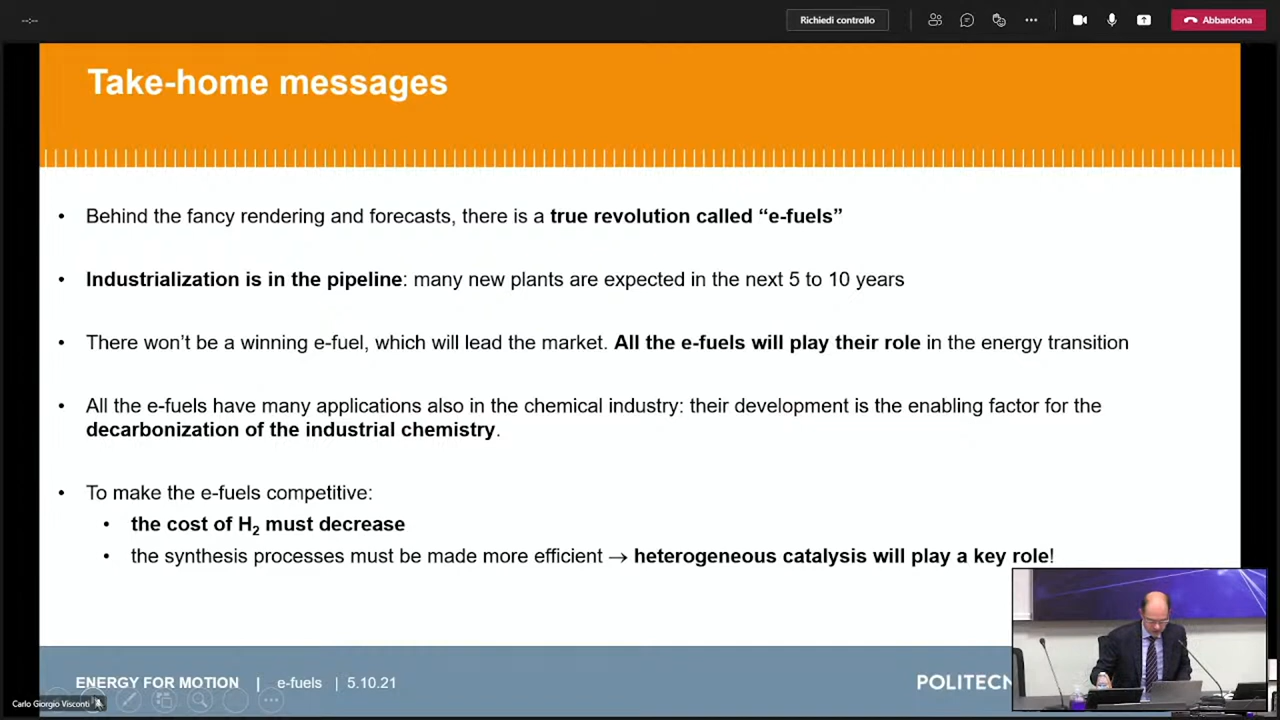 --:--
Richiedi controllo
Abbandona
Take-home messages
• Behind the fancy rendering and forecasts, there is a true revolution called “e-fuels”
• Industrialization is in the pipeline: many new plants are expected in the next 5 to 10 years
• There won’t be a winning e-fuel, which will lead the market. All the e-fuels will play their role in the energy transition
• All the e-fuels have many applications also in the chemical industry: their development is the enabling factor for the
decarbonization of the industrial chemistry.
• To make the e-fuels competitive:
• the cost of H₂ must decrease
• the synthesis processes must be made more efficient → heterogeneous catalysis will play a key role!
ENERGY FOR MOTION | e-fuels | 5.10.21
POLITECN
Carlo Giorgio Visconti